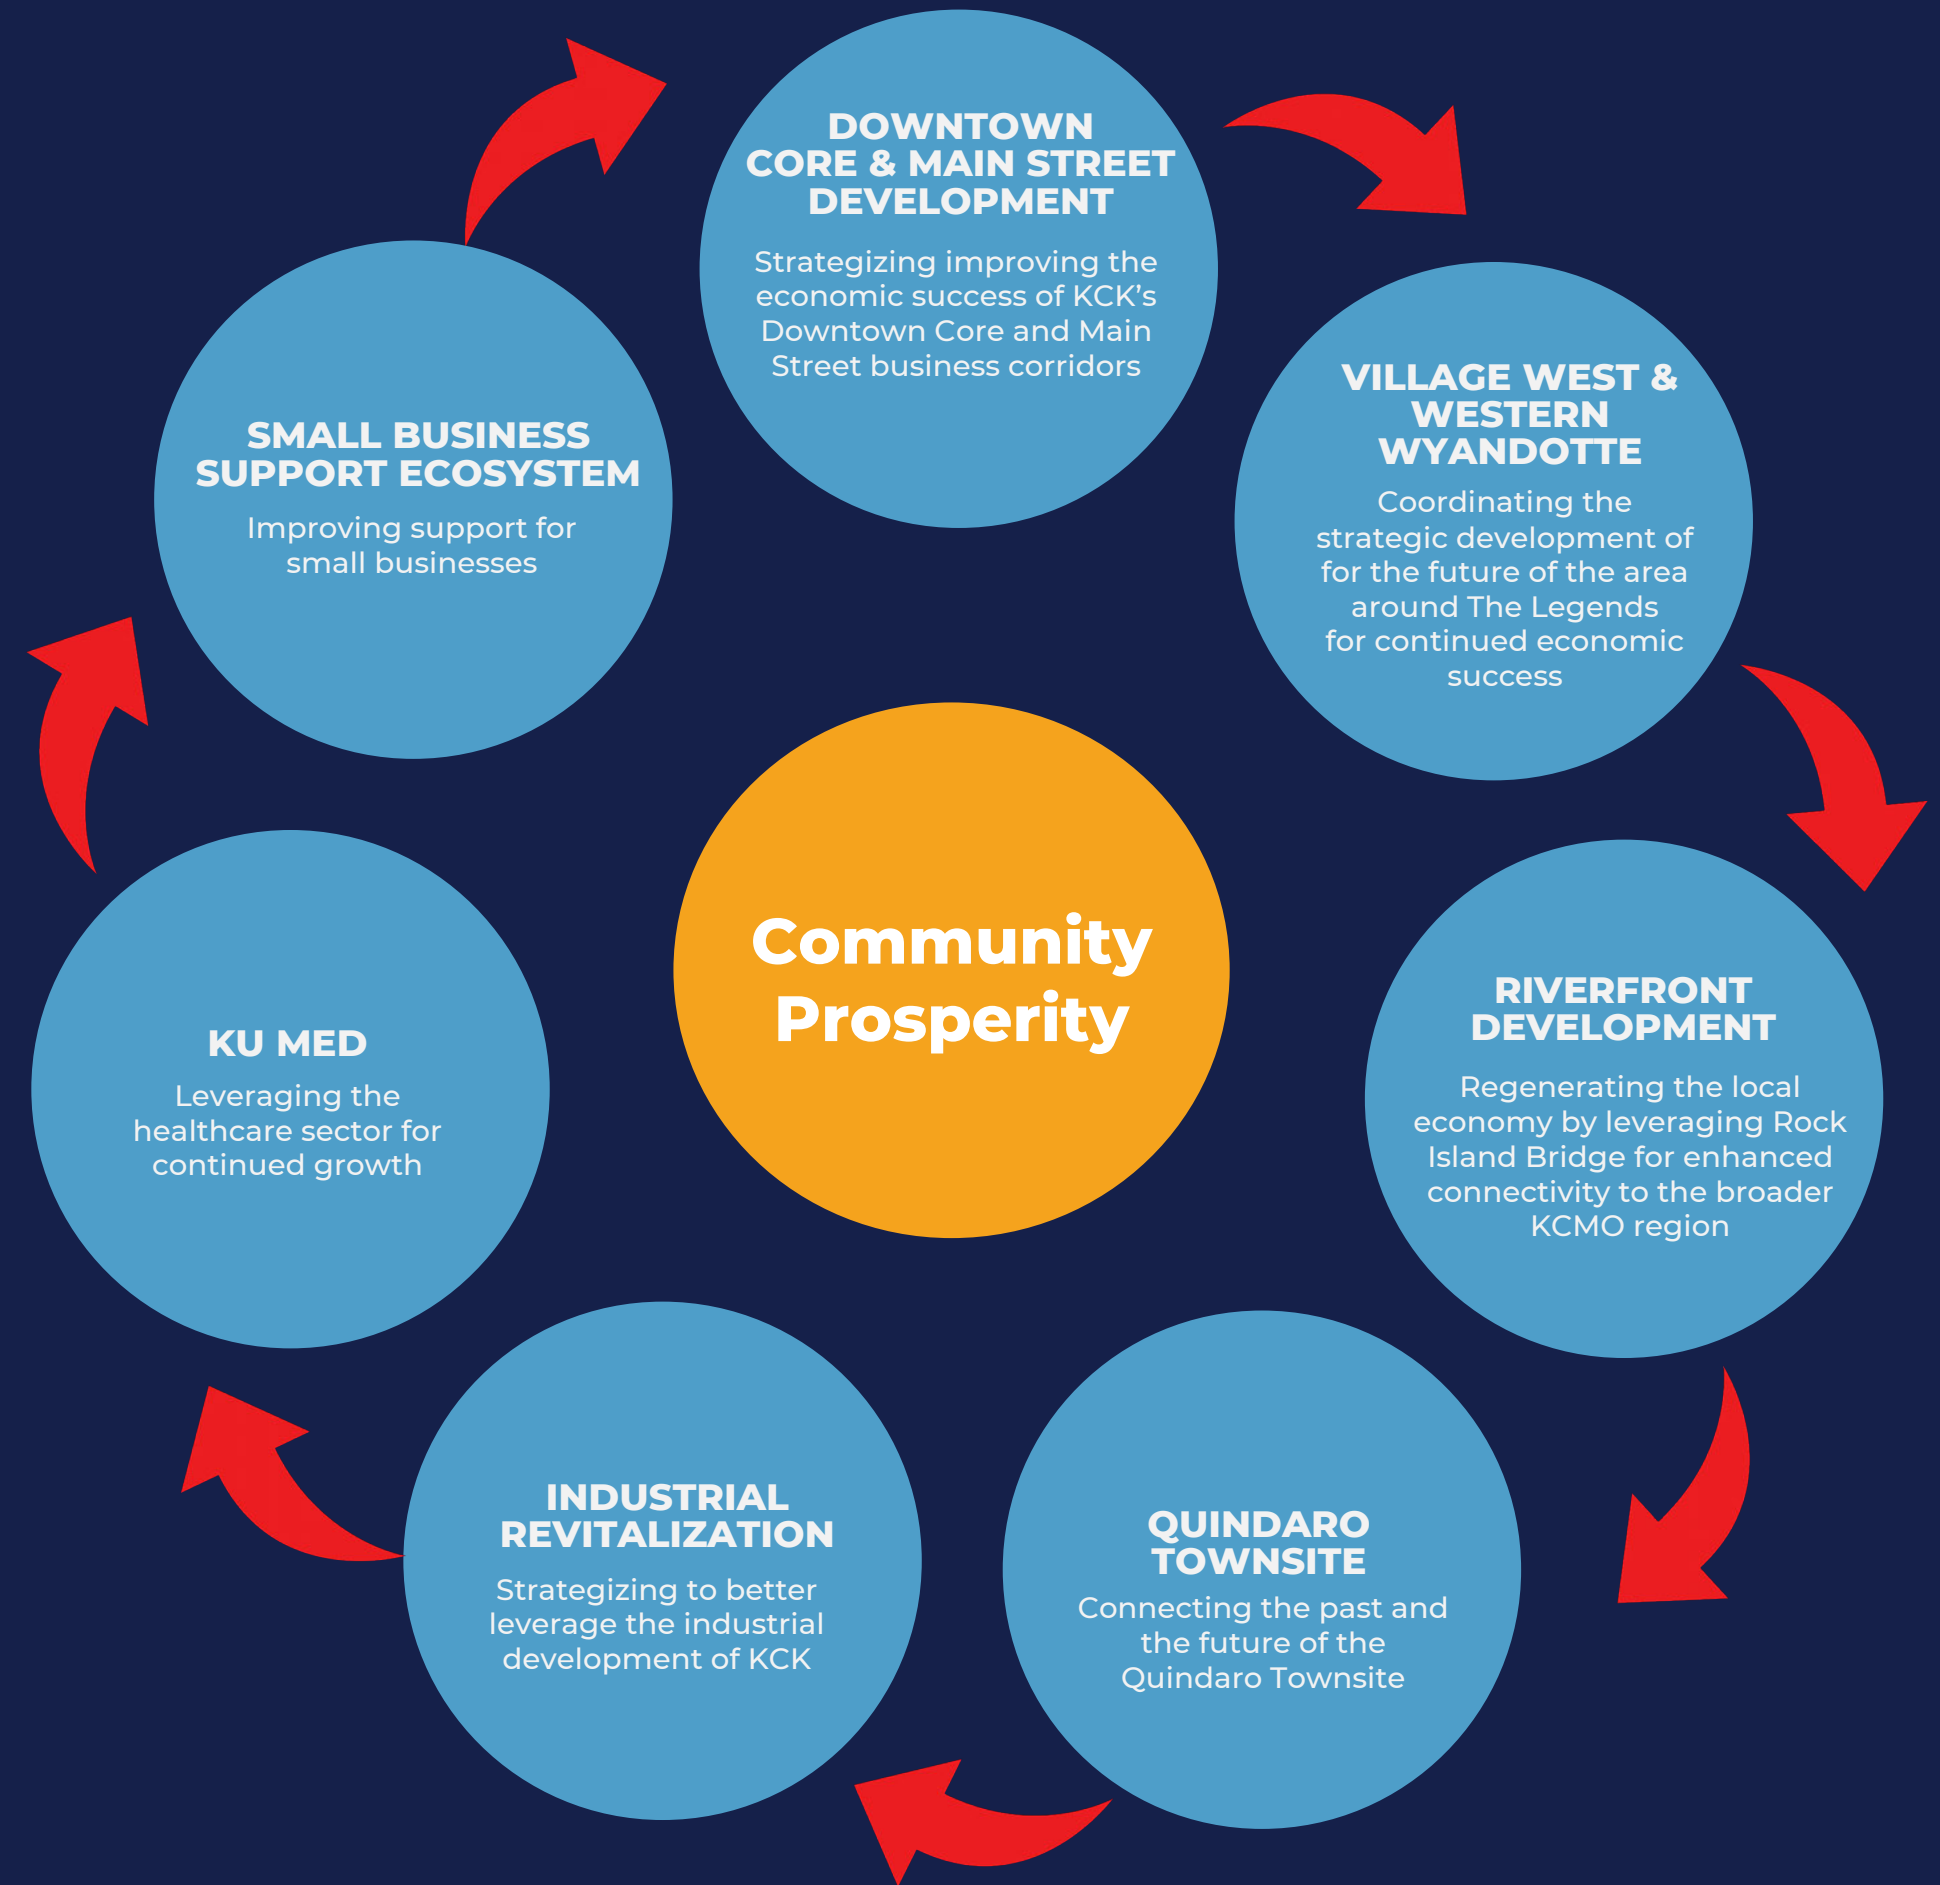 DOWNTOWN
CORE & MAIN STREET
DEVELOPMENT
Strategizing improving the
economic success of KCK’s
Downtown Core and Main
Street business corridors
VILLAGE WEST &
WESTERN
WYANDOTTE
Coordinating the
strategic development of
for the future of the area
around The Legends
for continued economic
success
RIVERFRONT
DEVELOPMENT
Regenerating the local
economy by leveraging Rock
Island Bridge for enhanced
connectivity to the broader
KCMO region
QUINDARO
TOWNSITE
Connecting the past and
the future of the
Quindaro Townsite
INDUSTRIAL
REVITALIZATION
Strategizing to better
leverage the industrial
development of KCK
KU MED
Leveraging the
healthcare sector for
continued growth
SMALL BUSINESS
SUPPORT ECOSYSTEM
Improving support for
small businesses
Community
Prosperity